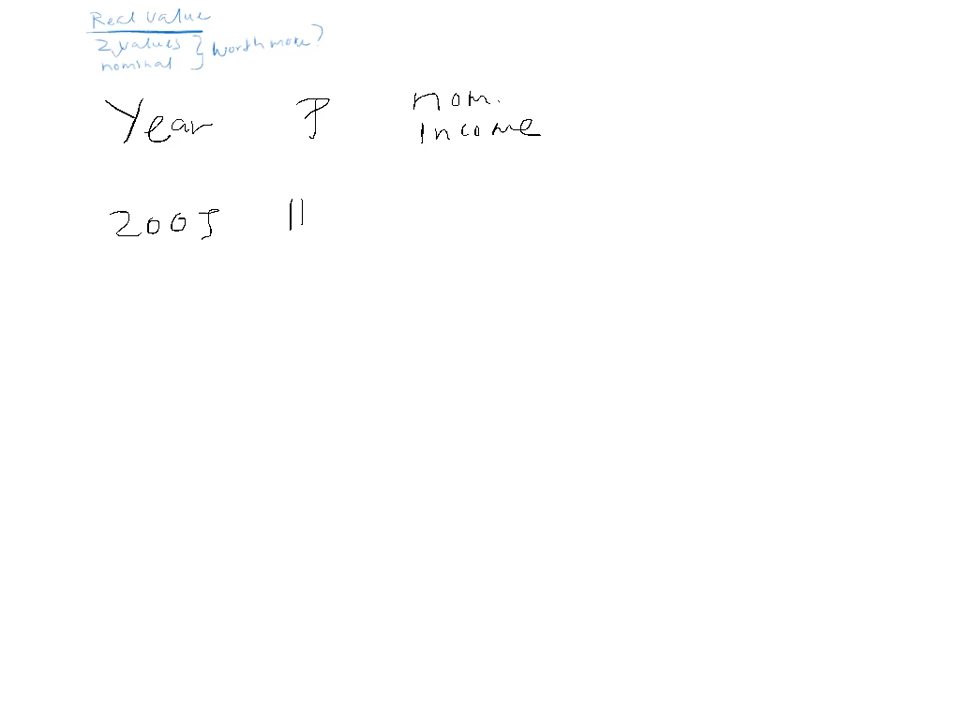 Real value
2 values } worth more?
nominal
Year P nom. income
2005 11